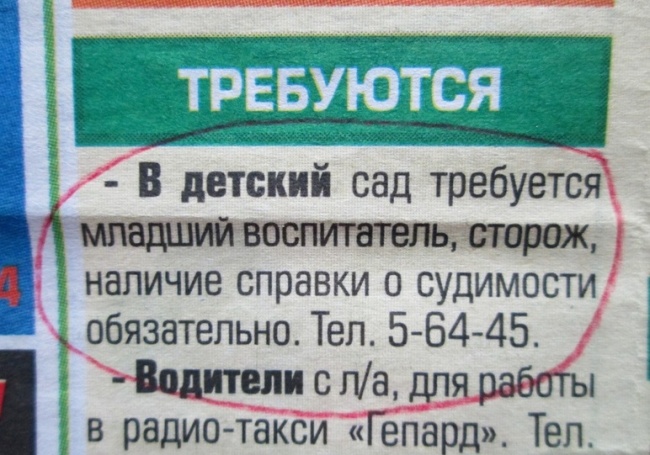 ТРЕБУЮТСЯ
- В детский сад требуется
младший воспитатель, сторож,
наличие справки о судимости
обязательно. Тел. 5-64-45.
- Водители с л/а, для работы
в радио-такси «Гепард». Тел.
4